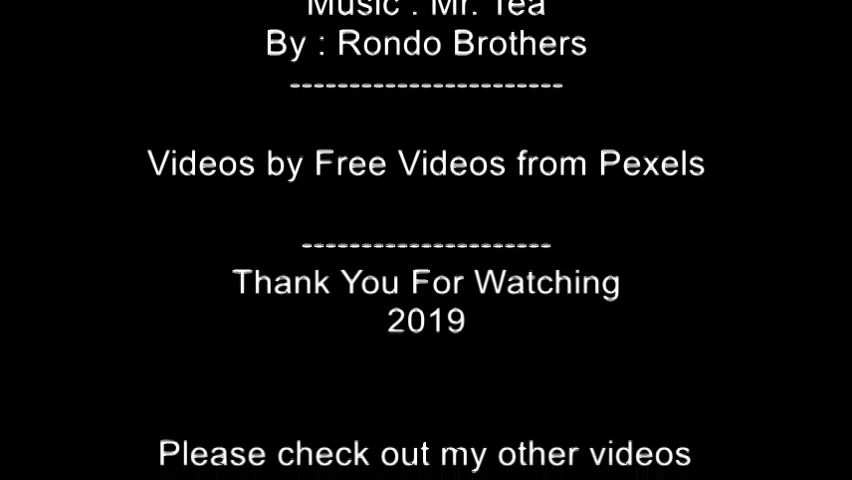 Music : Mr. Tea
By : Rondo Brothers
-----------------------
Videos by Free Videos from Pexels
---------------------
Thank You For Watching
2019
Please check out my other videos